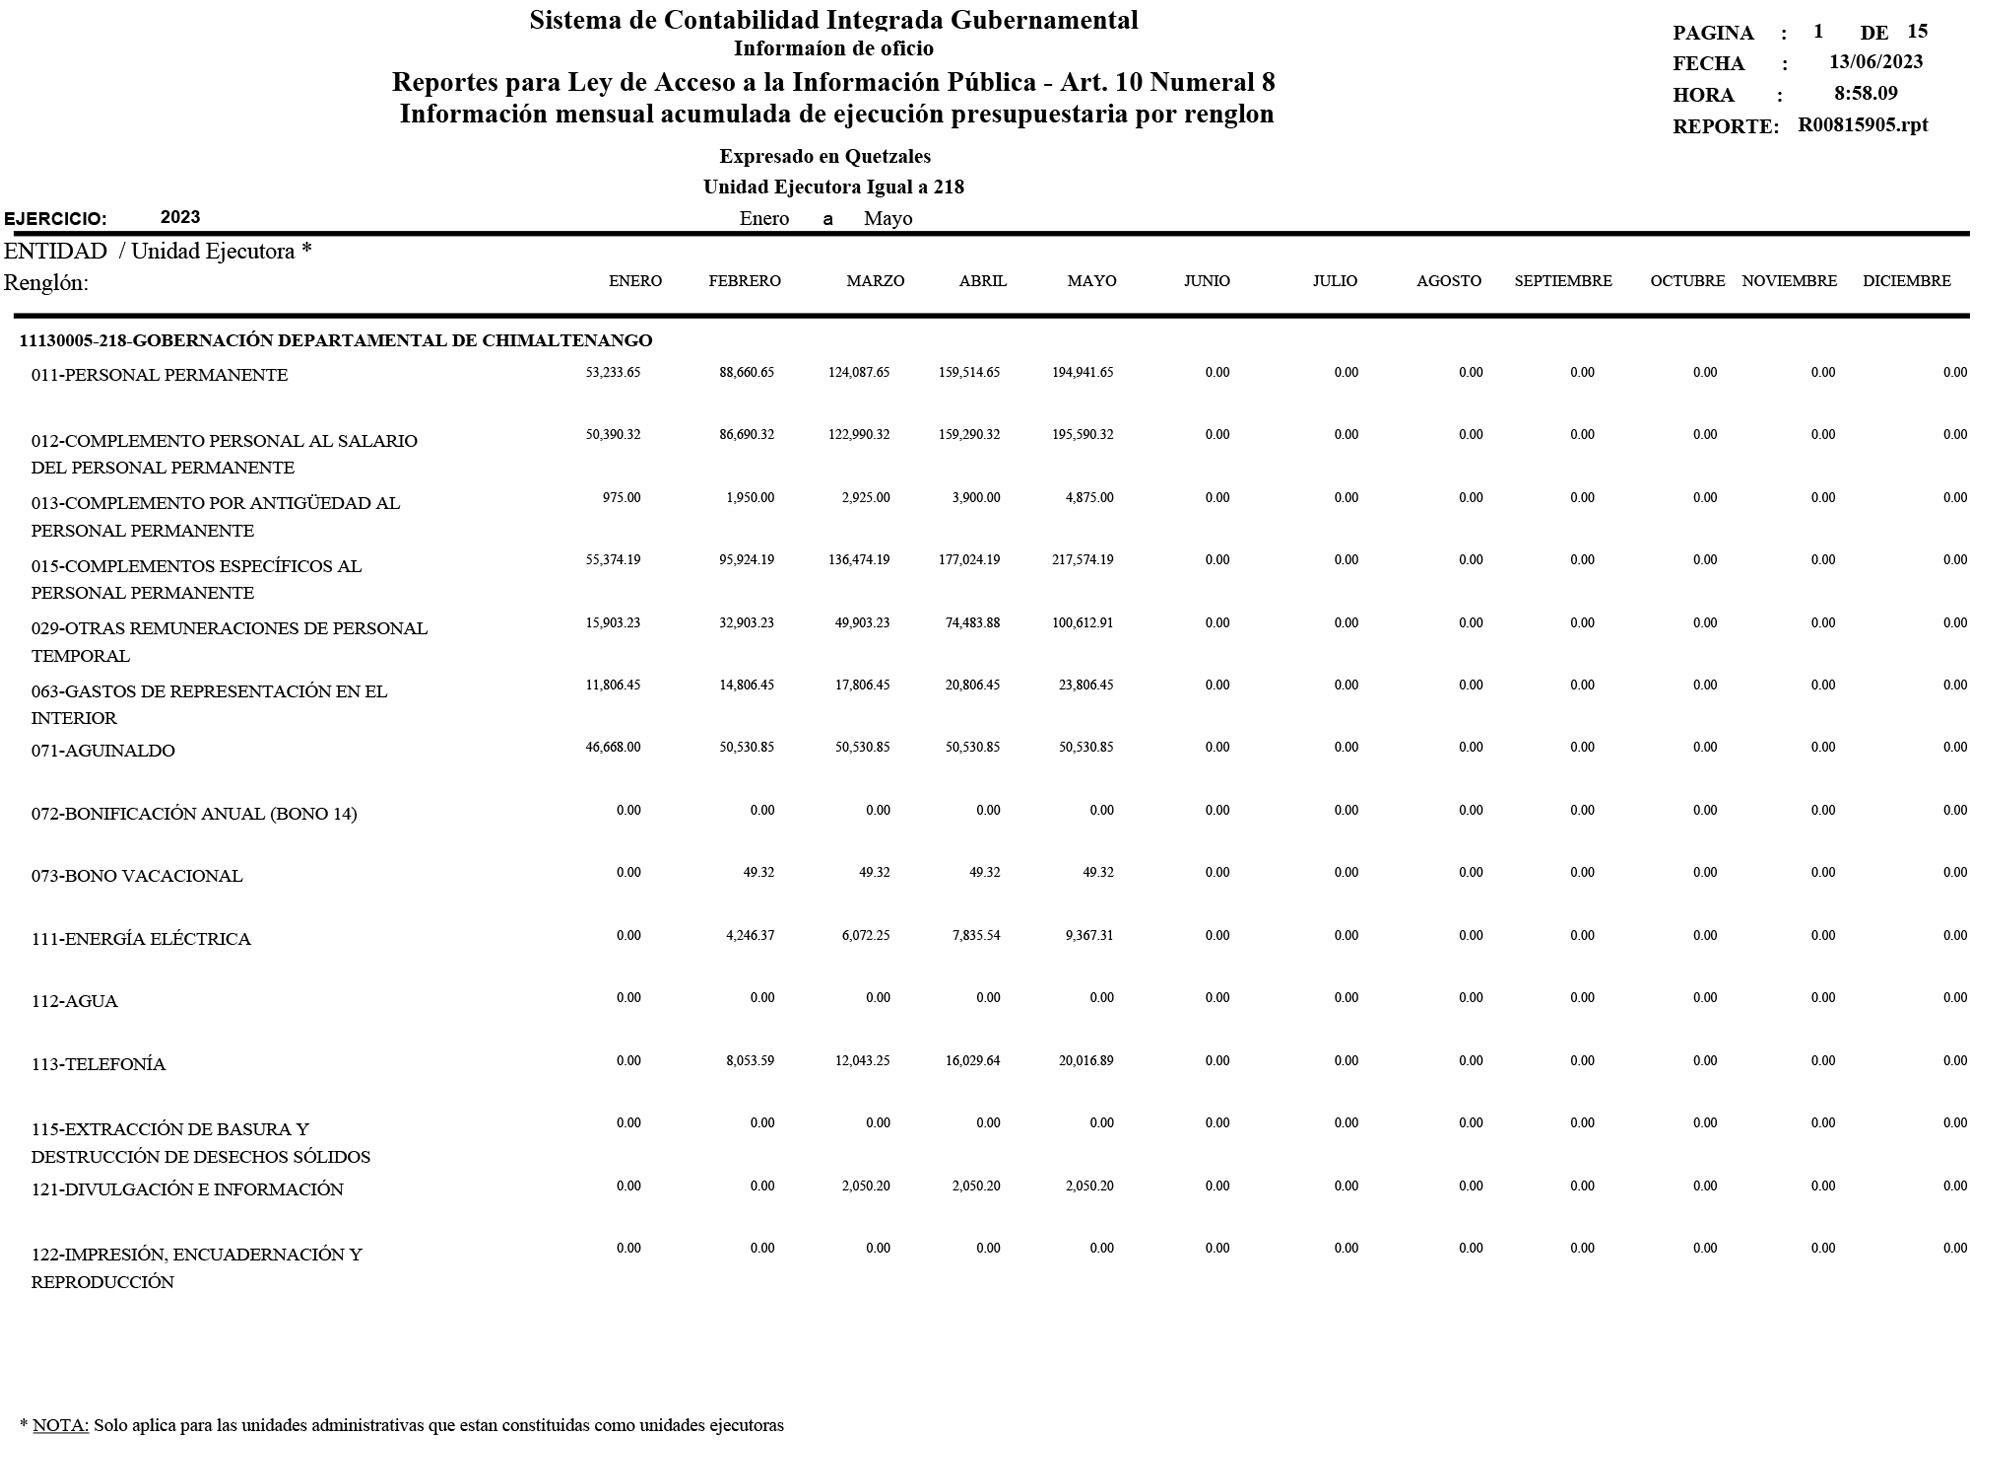 Sistema de Contabilidad Integrada Gubernamental
Informaíon de oficio
Reportes para Ley de Acceso a la Información Pública - Art. 10 Numeral 8
Información mensual acumulada de ejecución presupuestaria por renglon
Expresado en Quetzales
Unidad Ejecutora Igual a 218
PAGINA : 1 DE 15
FECHA : 13/06/2023
HORA : 8:58.09
REPORTE: R00815905.rpt
EJERCICIO: 2023 Enero a Mayo
ENTIDAD / Unidad Ejecutora *
Renglón: ENERO FEBRERO MARZO ABRIL MAYO JUNIO JULIO AGOSTO SEPTIEMBRE OCTUBRE NOVIEMBRE DICIEMBRE
11130005-218-GOBERNACIÓN DEPARTAMENTAL DE CHIMALTENANGO
011-PERSONAL PERMANENTE 53,233.65 88,660.65 124,087.65 159,514.65 194,941.65 0.00 0.00 0.00 0.00 0.00 0.00 0.00
012-COMPLEMENTO PERSONAL AL SALARIO 50,390.32 86,690.32 122,990.32 159,290.32 195,590.32 0.00 0.00 0.00 0.00 0.00 0.00 0.00
DEL PERSONAL PERMANENTE
013-COMPLEMENTO POR ANTIGÜEDAD AL 975.00 1,950.00 2,925.00 3,900.00 4,875.00 0.00 0.00 0.00 0.00 0.00 0.00 0.00
PERSONAL PERMANENTE
015-COMPLEMENTOS ESPECÍFICOS AL 55,374.19 95,924.19 136,474.19 177,024.19 217,574.19 0.00 0.00 0.00 0.00 0.00 0.00 0.00
PERSONAL PERMANENTE
029-OTRAS REMUNERACIONES DE PERSONAL 15,903.23 32,903.23 49,903.23 74,483.88 100,612.91 0.00 0.00 0.00 0.00 0.00 0.00 0.00
TEMPORAL
063-GASTOS DE REPRESENTACIÓN EN EL 11,806.45 14,806.45 17,806.45 20,806.45 23,806.45 0.00 0.00 0.00 0.00 0.00 0.00 0.00
INTERIOR
071-AGUINALDO 46,668.00 50,530.85 50,530.85 50,530.85 50,530.85 0.00 0.00 0.00 0.00 0.00 0.00 0.00
072-BONIFICACIÓN ANUAL (BONO 14) 0.00 0.00 0.00 0.00 0.00 0.00 0.00 0.00 0.00 0.00 0.00 0.00
073-BONO VACACIONAL 0.00 49.32 49.32 49.32 49.32 0.00 0.00 0.00 0.00 0.00 0.00 0.00
111-ENERGÍA ELÉCTRICA 0.00 4,246.37 6,072.25 7,835.54 9,367.31 0.00 0.00 0.00 0.00 0.00 0.00 0.00
112-AGUA 0.00 0.00 0.00 0.00 0.00 0.00 0.00 0.00 0.00 0.00 0.00 0.00
113-TELEFONÍA 0.00 8,053.59 12,043.25 16,029.64 20,016.89 0.00 0.00 0.00 0.00 0.00 0.00 0.00
115-EXTRACCIÓN DE BASURA Y 0.00 0.00 0.00 0.00 0.00 0.00 0.00 0.00 0.00 0.00 0.00 0.00
DESTRUCCIÓN DE DESECHOS SÓLIDOS
121-DIVULGACIÓN E INFORMACIÓN 0.00 0.00 2,050.20 2,050.20 2,050.20 0.00 0.00 0.00 0.00 0.00 0.00 0.00
122-IMPRESIÓN, ENCUADERNACIÓN Y 0.00 0.00 0.00 0.00 0.00 0.00 0.00 0.00 0.00 0.00 0.00 0.00
REPRODUCCIÓN
* NOTA: Solo aplica para las unidades administrativas que estan constituidas como unidades ejecutoras